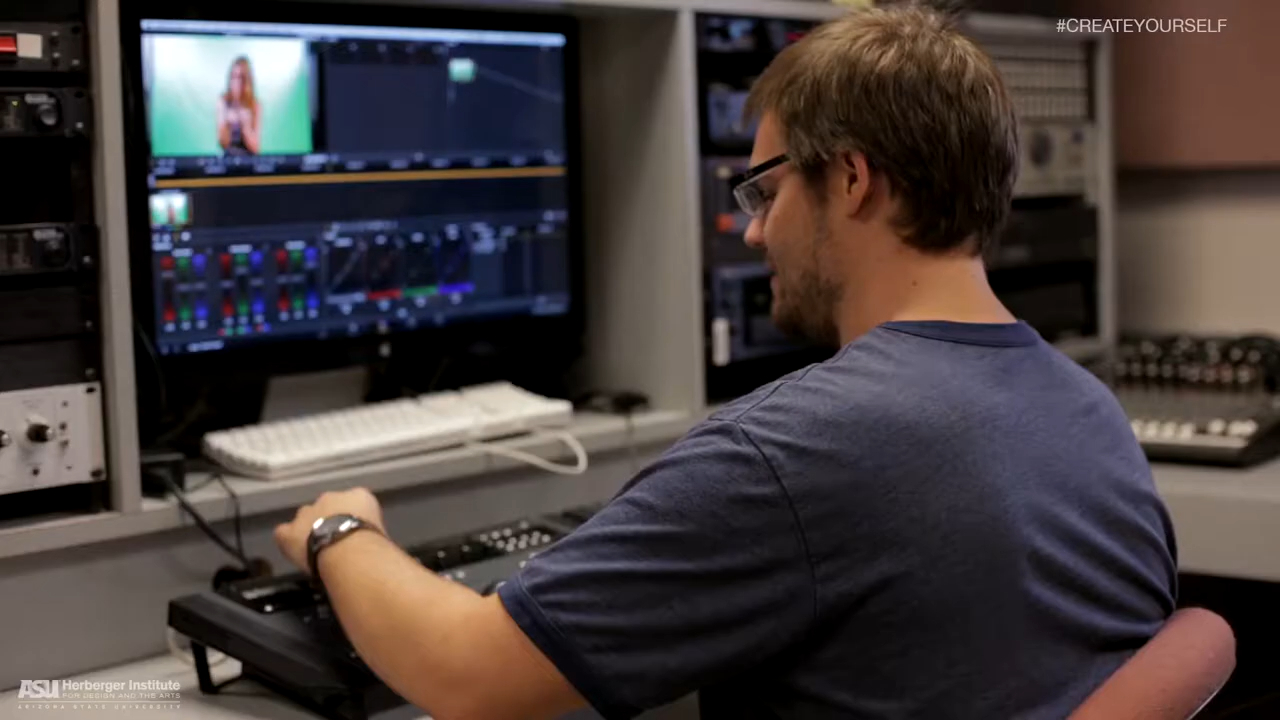 #CREATEYOURSELF
ASU Herberger Institute
FOR DESIGN AND THE ARTS
ARIZONA STATE UNIVERSITY